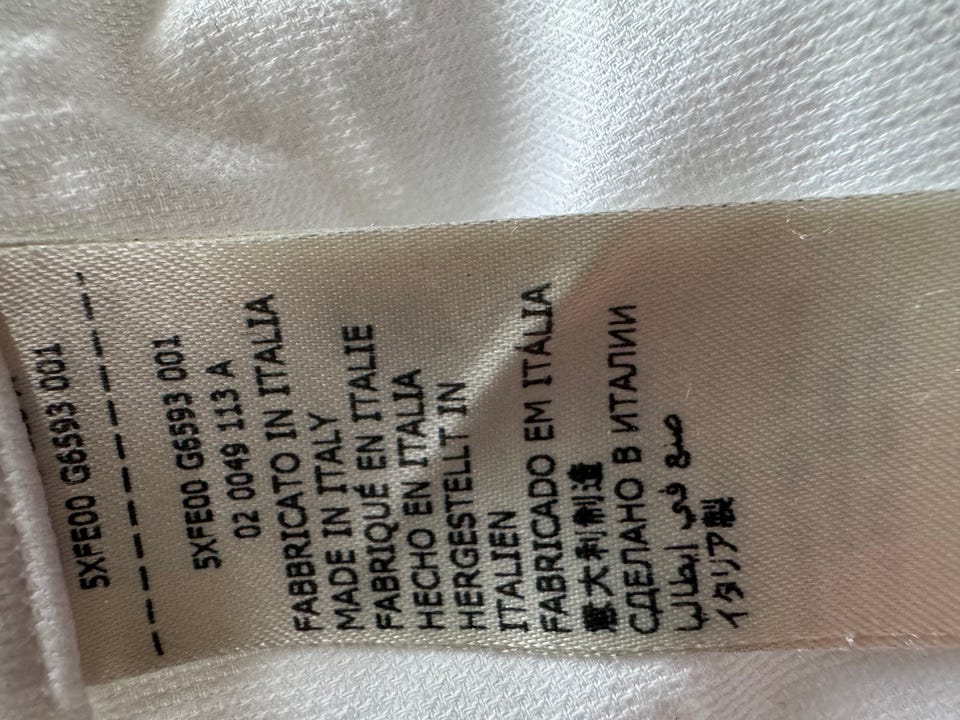 5XFE00 G6593 001
5XFE00 G6593 001
02 0049 113 A
FABBRICATO IN ITALIA
MADE IN ITALY
FABRIQUÉ EN ITALIE
HECHO EN ITALIA
HERGESTELLT IN
ITALIEN
FABRICADO EM ITALIA
意大利制造
СДЕЛАНО В ИТАЛИИ
صنع في إيطاليا
イタリア製